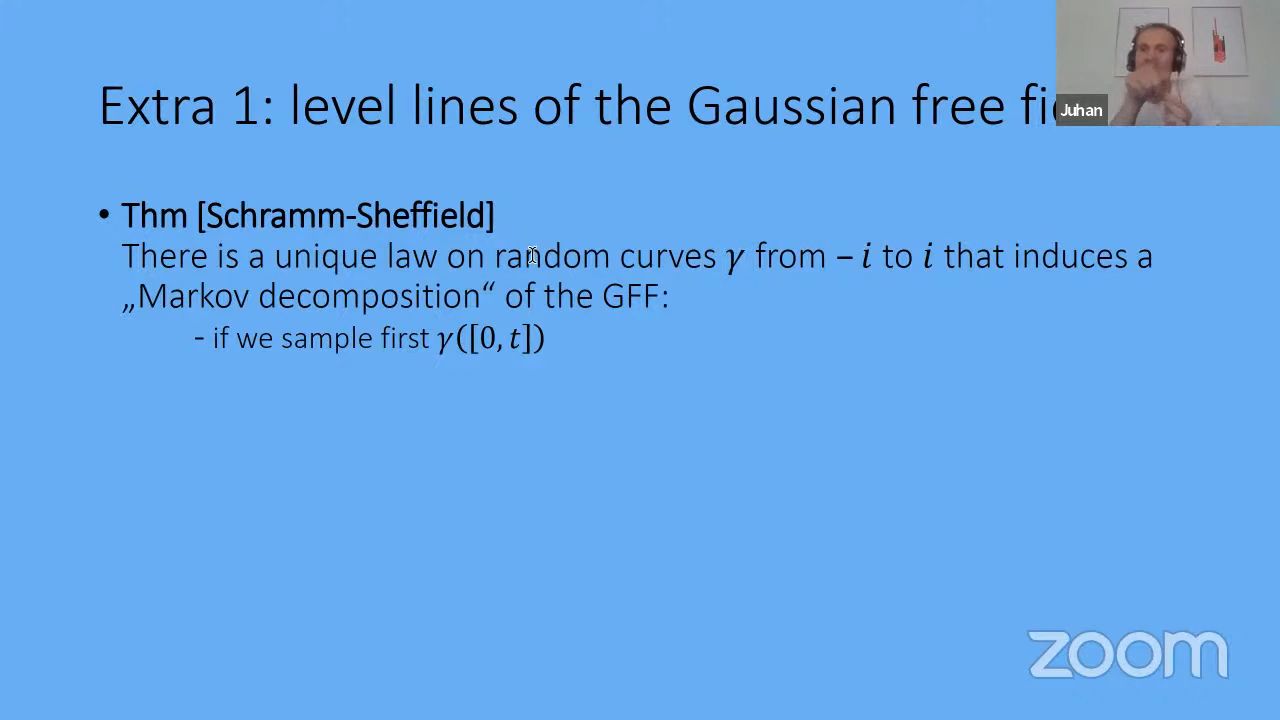 Extra 1: level lines of the Gaussian free fi
Juhan
• Thm [Schramm-Sheffield]
There is a unique law on random curves γ from − i to i that induces a
„Markov decomposition“ of the GFF:
- if we sample first γ([0, t])
zoom